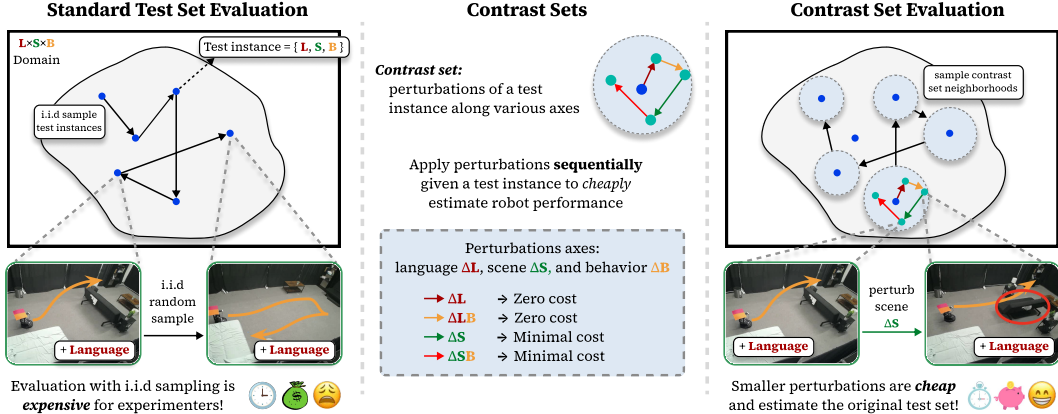 Standard Test Set Evaluation
L×S×B
Domain
Test instance = { L, S, B }
i.i.d sample
test instances
i.i.d
random
sample
+ Language
+ Language
Evaluation with i.i.d sampling is
expensive for experimenters!
Contrast Sets
Contrast set:
perturbations of a test
instance along various axes
Apply perturbations sequentially
given a test instance to cheaply
estimate robot performance
Perturbations axes:
language ΔL, scene ΔS, and behavior ΔB
→ ΔL → Zero cost
→ ΔLB → Zero cost
→ ΔS → Minimal cost
→ ΔSB → Minimal cost
Contrast Set Evaluation
sample contrast
set neighborhoods
perturb
scene
ΔS
+ Language
+ Language
Smaller perturbations are cheap
and estimate the original test set!